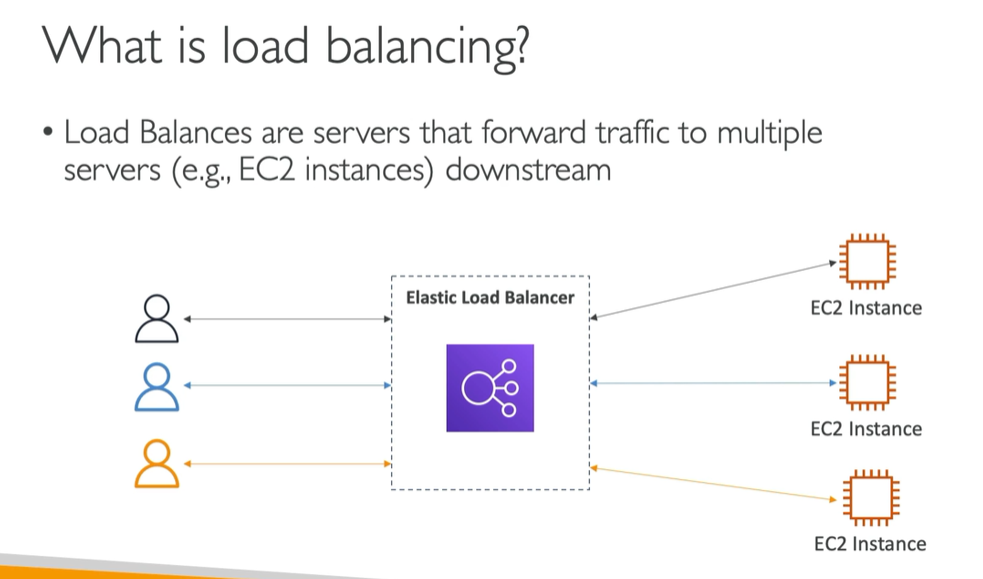 What is load balancing?
• Load Balances are servers that forward traffic to multiple
servers (e.g., EC2 instances) downstream
Elastic Load Balancer
EC2 Instance
EC2 Instance
EC2 Instance